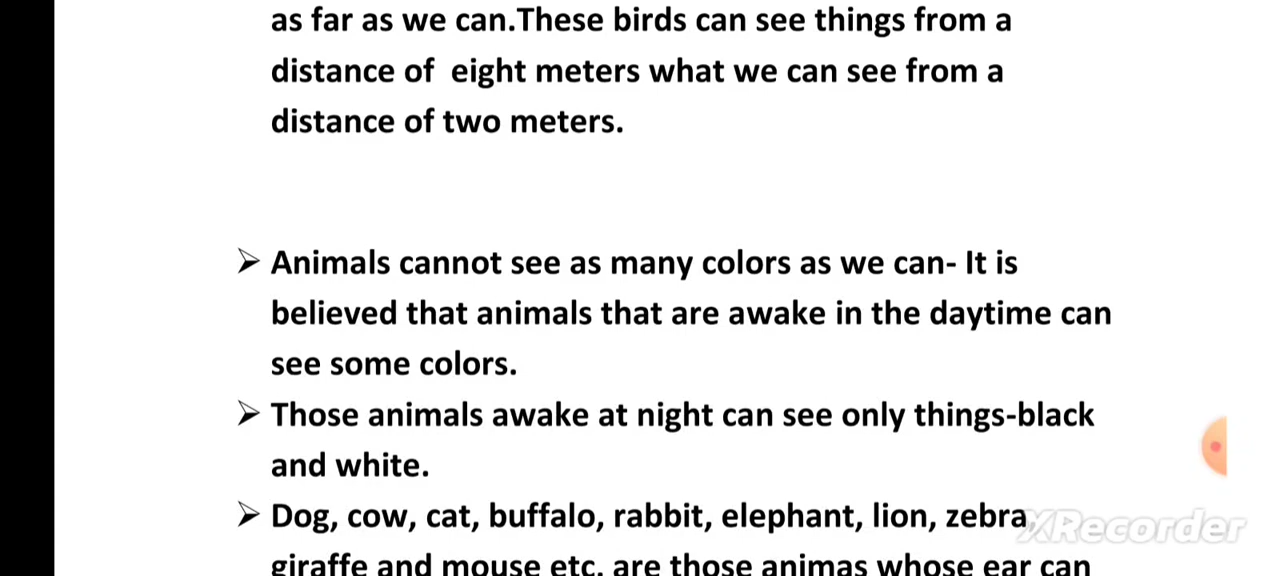 as far as we can.These birds can see things from a
distance of  eight meters what we can see from a
distance of two meters.
➢ Animals cannot see as many colors as we can- It is
believed that animals that are awake in the daytime can
see some colors.
➢ Those animals awake at night can see only things-black
and white.
➢ Dog, cow, cat, buffalo, rabbit, elephant, lion, zebra,
XRecorder
giraffe and mouse etc. are those animas whose ear can